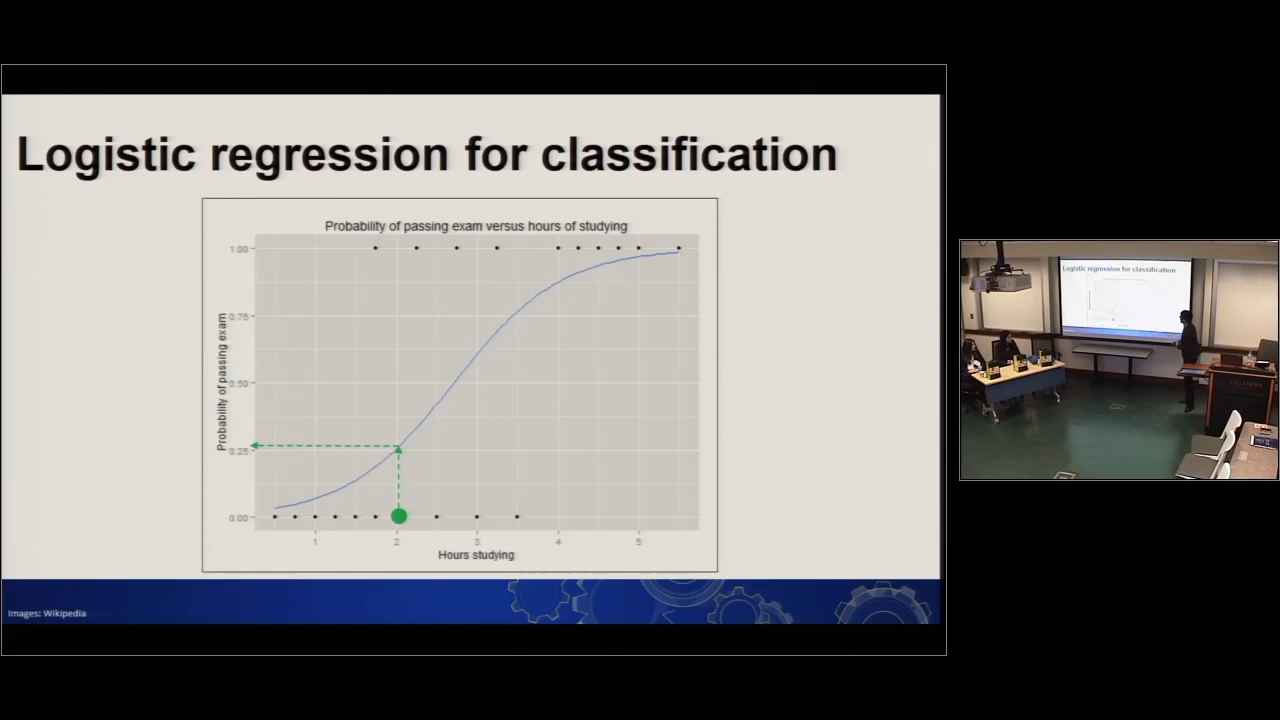 Logistic regression for classification
Probability of passing exam versus hours of studying
1.00
0.75
0.50
0.25
0.00
Probability of passing exam
1
2
3
4
5
Hours studying
Images: Wikipedia
Logistic regression for classification
VILLANOVA